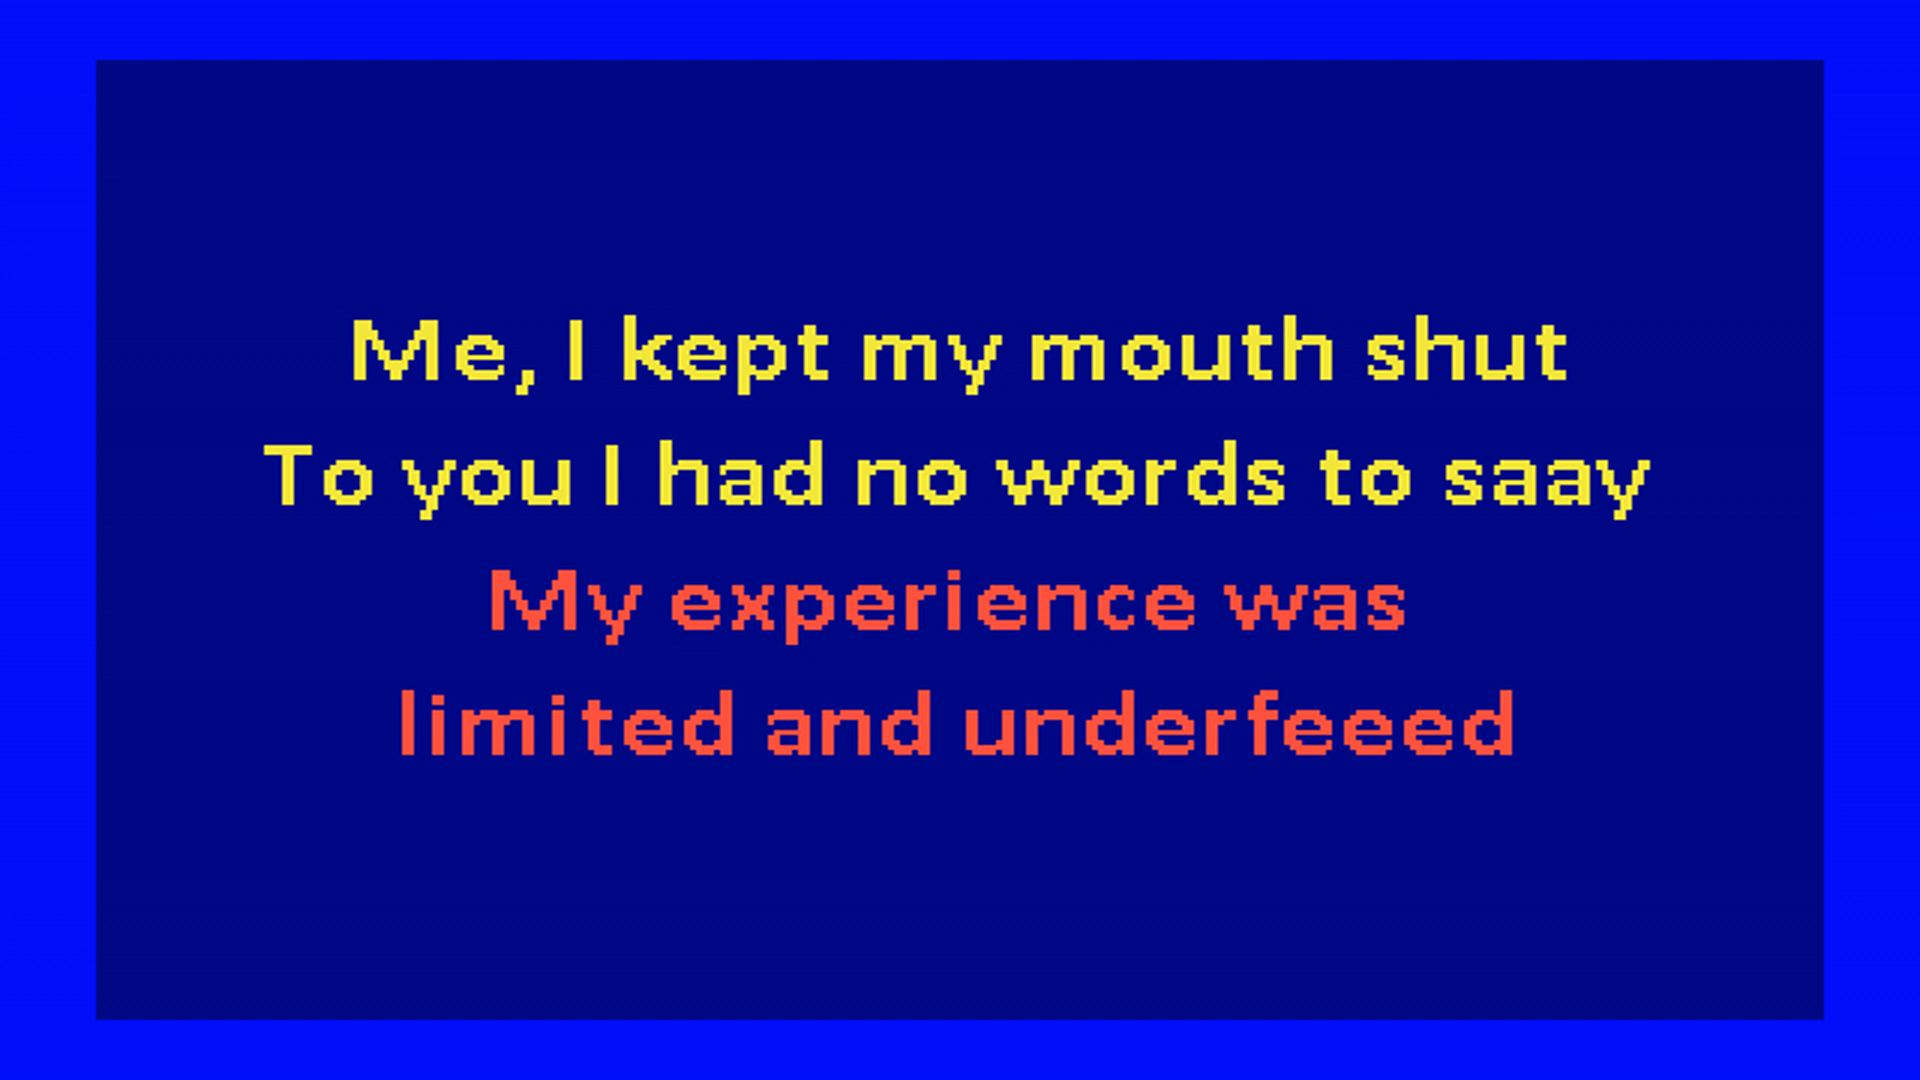 Me, I kept my mouth shut
To you I had no words to saay
My experience was
limited and underfeeed